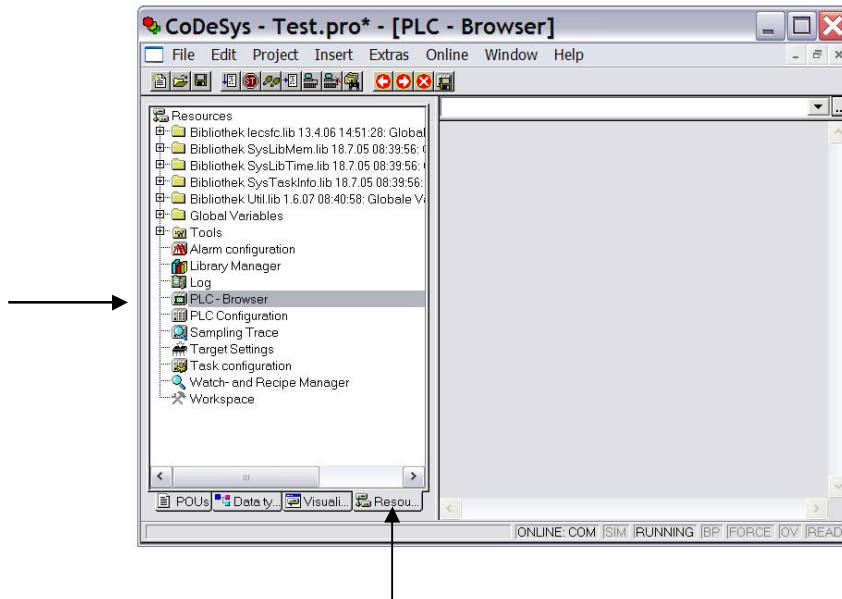 CoDeSys - Test.pro* - [PLC - Browser]
File Edit Project Insert Extras Online Window Help
Resources
Bibliothek Iecsfc.lib 13.4.06 14:51:28: Global
Bibliothek SysLibMem.lib 18.7.05 08:39:56:
Bibliothek SysLibTime.lib 18.7.05 08:39:56:
Bibliothek SysTaskInfo.lib 18.7.05 08:39:56:
Bibliothek Util.lib 1.6.07 08:40:58: Globale
Global Variables
Tools
Alarm configuration
Library Manager
Log
PLC - Browser
PLC Configuration
Sampling Trace
Target Settings
Task configuration
Watch- and Recipe Manager
Workspace
POUs Data ty... Visuali... Resou...
ONLINE: COM SIM RUNNING BP FORCE OV READ